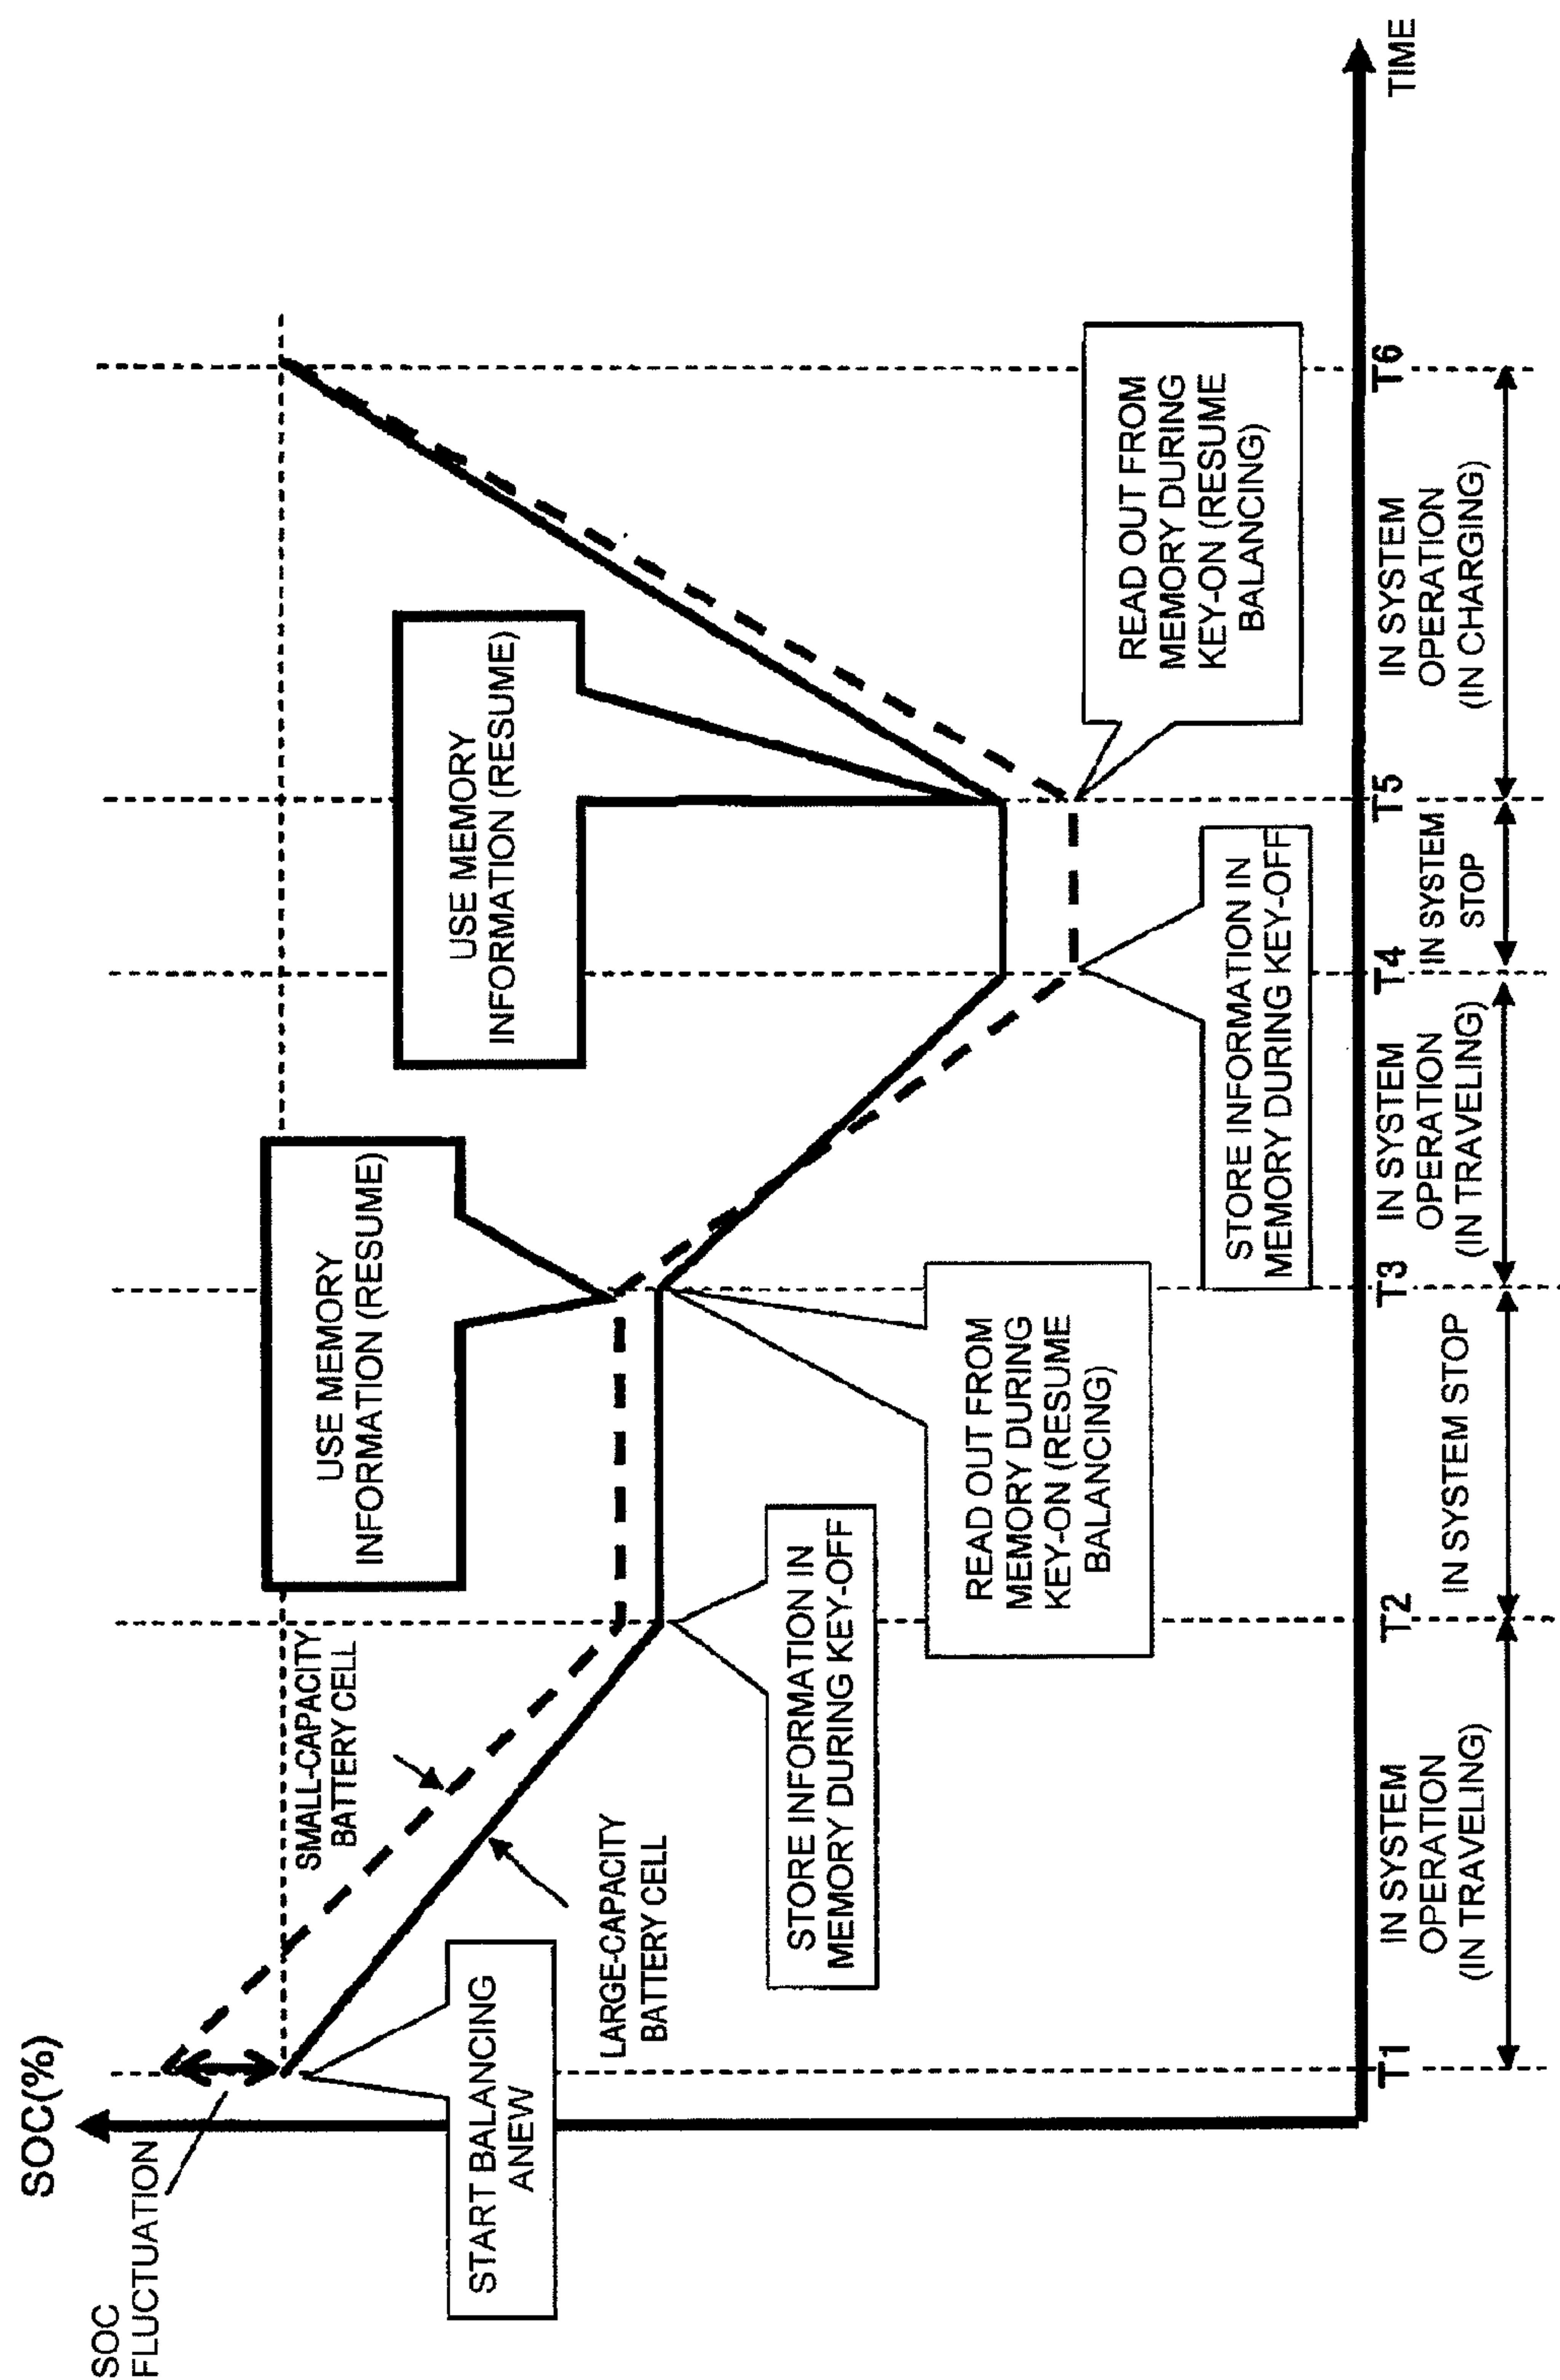 SOC(%)
SOC
FLUCTUATION
START BALANCING
ANEW
SMALL-CAPACITY
BATTERY CELL
LARGE-CAPACITY
BATTERY CELL
STORE INFORMATION IN
MEMORY DURING KEY-OFF
USE MEMORY
INFORMATION (RESUME)
READ OUT FROM
MEMORY DURING
KEY-ON (RESUME
BALANCING)
STORE INFORMATION IN
MEMORY DURING KEY-OFF
USE MEMORY
INFORMATION (RESUME)
READ OUT FROM
MEMORY DURING
KEY-ON (RESUME
BALANCING)
T1
T2
T3
T4
T5
T6
TIME
IN SYSTEM
OPERATION
(IN TRAVELING)
IN SYSTEM STOP
IN SYSTEM
OPERATION
(IN TRAVELING)
IN SYSTEM
STOP
IN SYSTEM
OPERATION
(IN CHARGING)